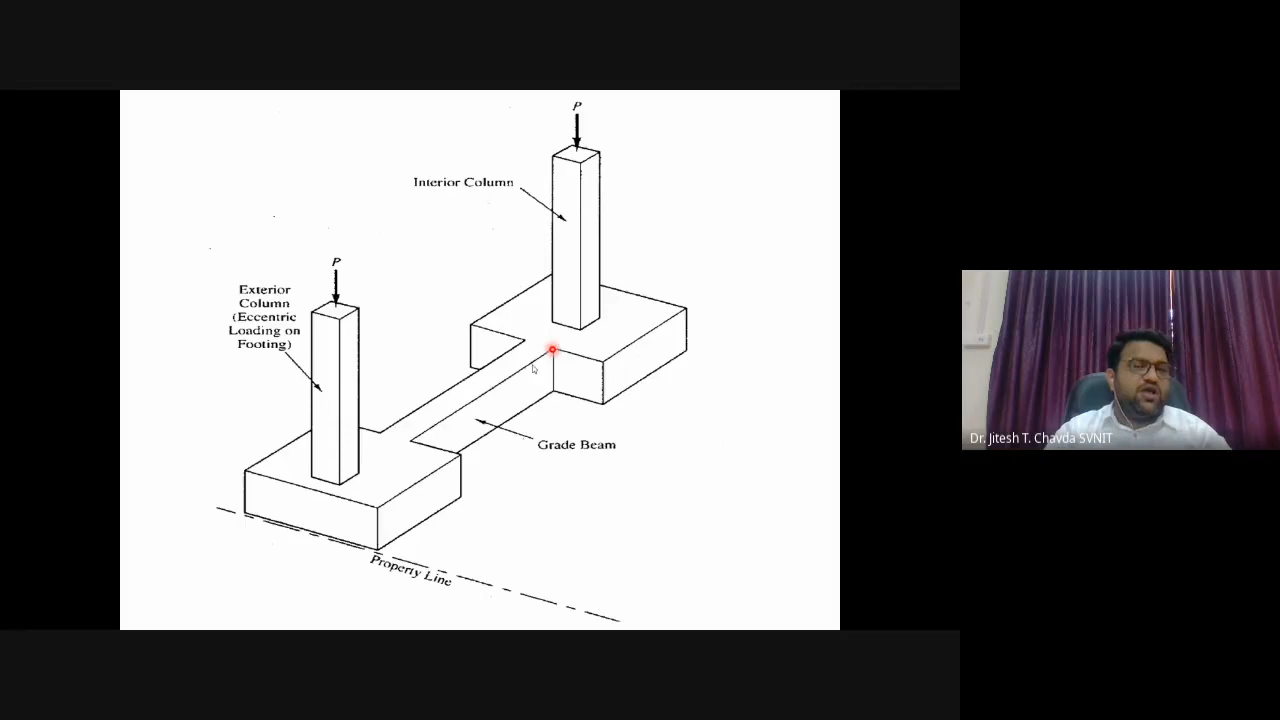 P
Interior Column
P
Exterior
Column
(Eccentric
Loading on
Footing)
Grade Beam
Property Line
Dr. Jitesh T. Chavda SVNIT